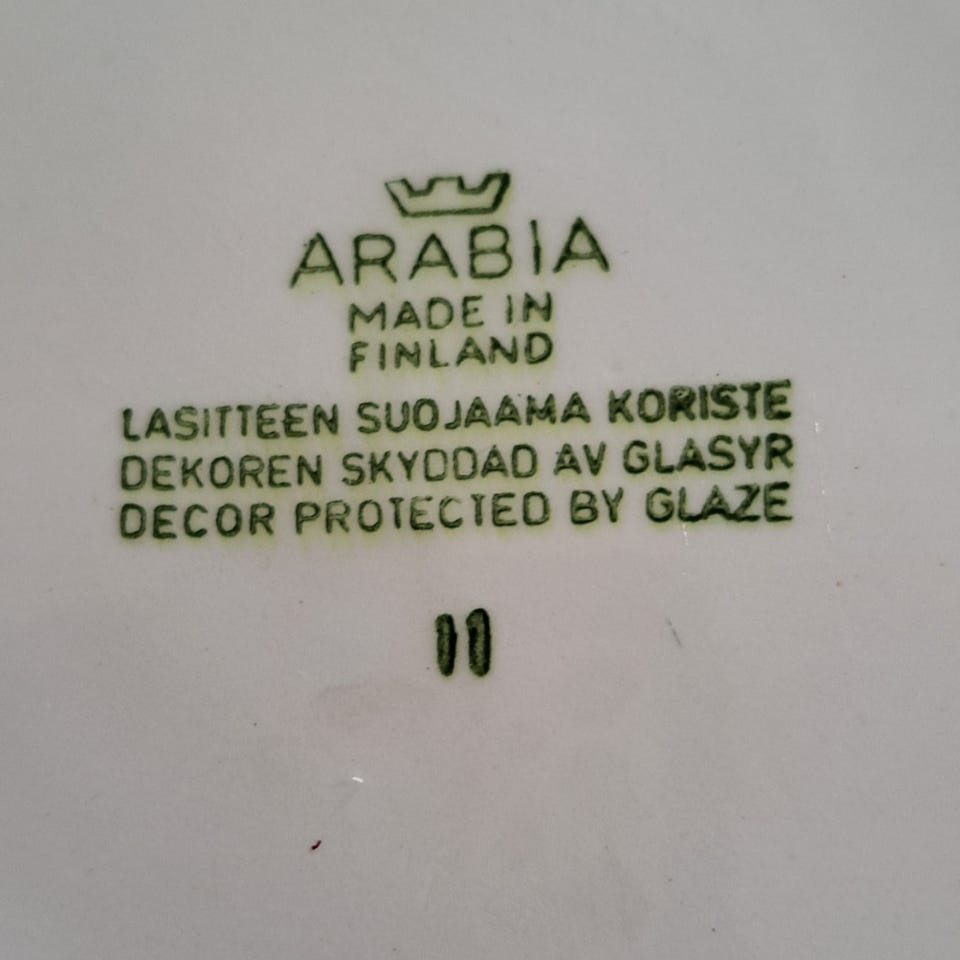 ARABIA
MADE IN
FINLAND
LASITTEEN SUOJAAMA KORISTE
DEKOREN SKYDDAD AV GLASYR
DECOR PROTECTED BY GLAZE
11